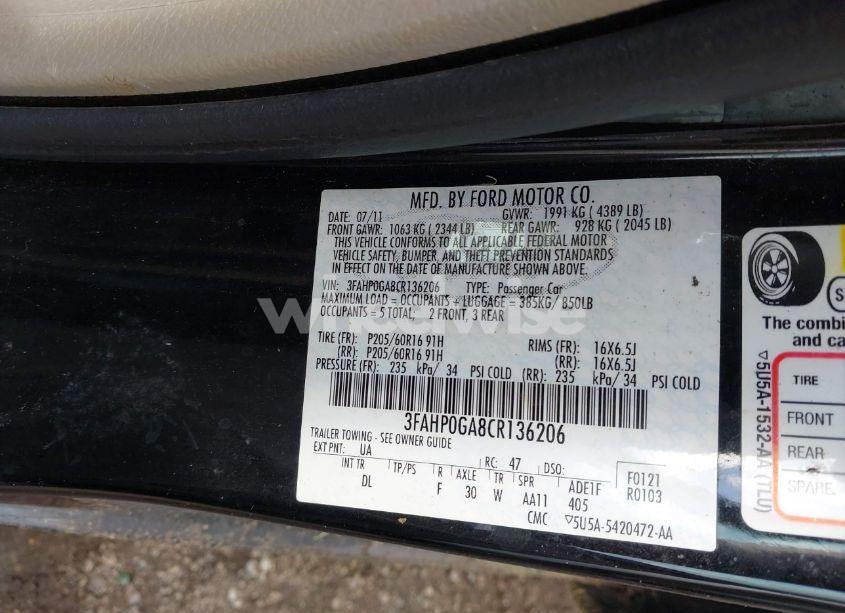 MFD. BY FORD MOTOR CO.
DATE: 07/11 GVWR: 1991 KG ( 4389 LB)
FRONT GAWR: 1063 KG ( 2344 LB) REAR GAWR: 928 KG ( 2045 LB)
THIS VEHICLE CONFORMS TO ALL APPLICABLE FEDERAL MOTOR
VEHICLE SAFETY, BUMPER, AND THEFT PREVENTION STANDARDS
IN EFFECT ON THE DATE OF MANUFACTURE SHOWN ABOVE.
VIN: 3FAHP0GA8CR136206 TYPE: Passenger Car
MAXIMUM LOAD = OCCUPANTS + LUGGAGE = 385KG/ 850LB
OCCUPANTS = 5 TOTAL; 2 FRONT, 3 REAR
wheelwise
TIRE (FR): P205/60R16 91H RIMS (FR): 16X6.5J
(RR): P205/60R16 91H (RR): 16X6.5J
PRESSURE (FR): 235 kPa/ 34 PSI COLD (RR): 235 kPa/ 34 PSI COLD
3FAHP0GA8CR136206
TRAILER TOWING - SEE OWNER GUIDE
EXT PNT: UA RC: 47 DSO:
INT TR TP/PS R AXLE TR SPR ADE1F F0121
DL F 30 W AA11 405 R0103
CMC ▽5U5A-5420472-AA
The combin
and ca
TIRE
FRONT
REAR
SPARE
▽5U5A-1532-AA (TLU)